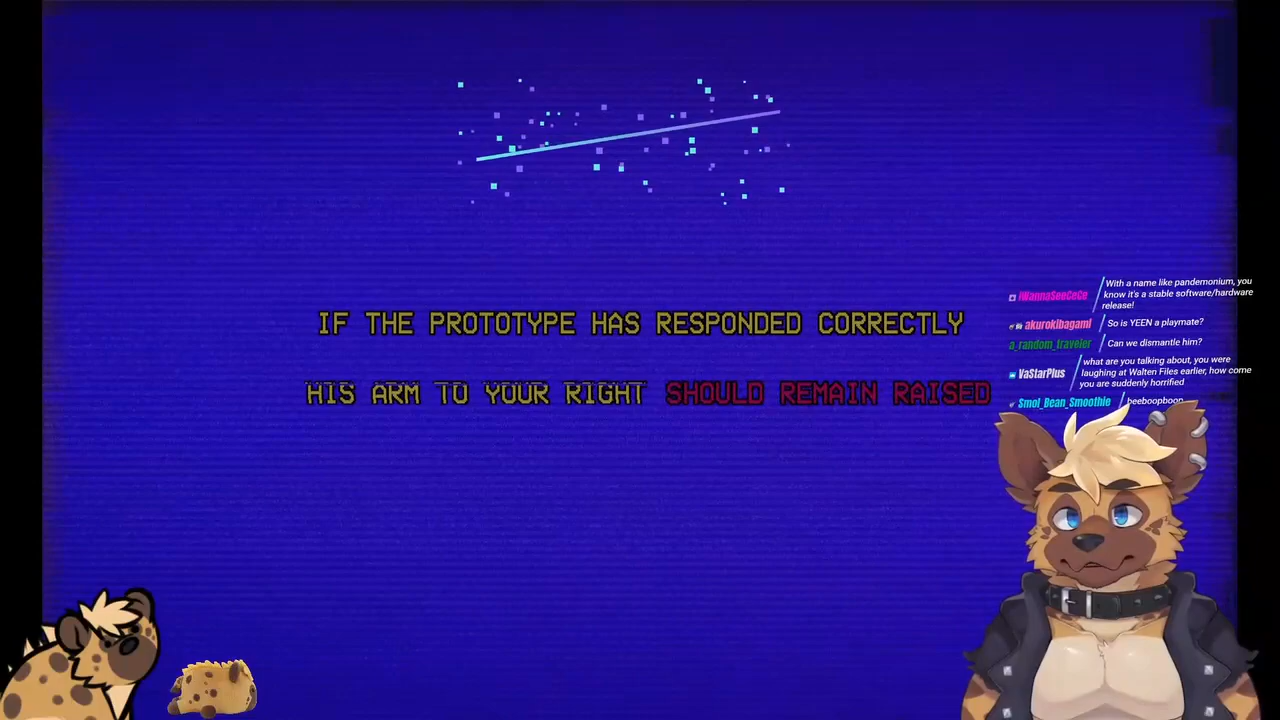 IF THE PROTOTYPE HAS RESPONDED CORRECTLY
HIS ARM TO YOUR RIGHT SHOULD REMAIN RAISED
iWannaSeeCeCe With a name like pandemonium, you
know it's a stable software/hardware
release!
akurokibagami So is YEEN a playmate?
a_random_traveler Can we dismantle him?
VaStarPlus what are you talking about, you were
laughing at Walten Files earlier, how come
you are suddenly horrified
Smol_Bean_Smoothie beeboopboop